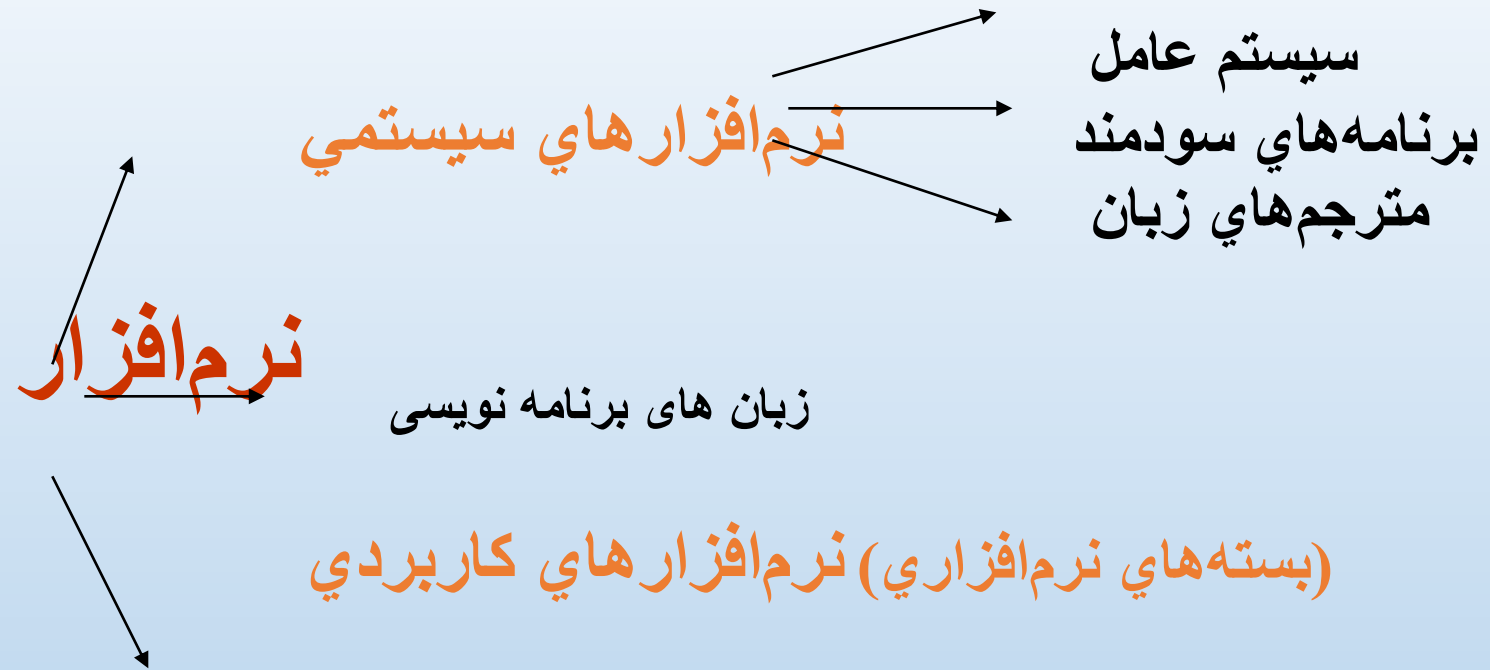 سيستم عامل
نرم‌افزارهاي سيستمي
برنامه‌هاي سودمند
مترجم‌هاي زبان
نرم‌افزار
زبان های برنامه نویسی
نرم‌افزارهاي كاربردي (بسته‌هاي نرم‌افزاري)